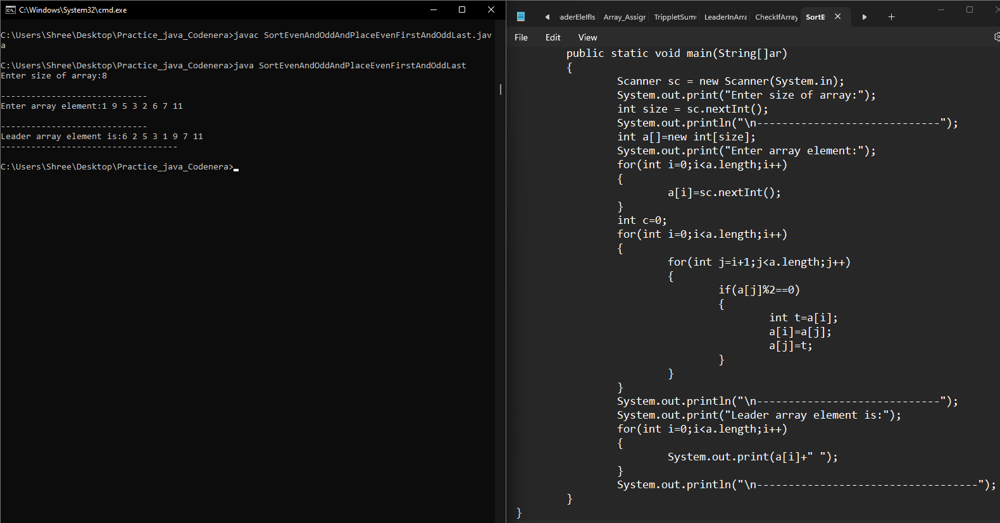 C:\Windows\System32\cmd.exe
C:\Users\Shree\Desktop\Practice_java_Codenera>javac SortEvenAndOddAndPlaceEvenFirstAndOddLast.jav
a
C:\Users\Shree\Desktop\Practice_java_Codenera>java SortEvenAndOddAndPlaceEvenFirstAndOddLast
Enter size of array:8
-----------------------------
Enter array element:1 9 5 3 2 6 7 11
-----------------------------
Leader array element is:6 2 5 3 1 9 7 11
-----------------------------------
C:\Users\Shree\Desktop\Practice_java_Codenera>
aderEleIfIs Array_Assigr TrippletSum LeaderInArra CheckIfArray SortE
File Edit View
public static void main(String[]ar)
{
Scanner sc = new Scanner(System.in);
System.out.print("Enter size of array:");
int size = sc.nextInt();
System.out.println("\n-----------------------------");
int a[]=new int[size];
System.out.print("Enter array element:");
for(int i=0;i<a.length;i++)
{
a[i]=sc.nextInt();
}
int c=0;
for(int i=0;i<a.length;i++)
{
for(int j=i+1;j<a.length;j++)
{
if(a[j]%2==0)
{
int t=a[i];
a[i]=a[j];
a[j]=t;
}
}
}
System.out.println("\n-----------------------------");
System.out.print("Leader array element is:");
for(int i=0;i<a.length;i++)
{
System.out.print(a[i]+" ");
}
System.out.println("\n-----------------------------------");
}
}